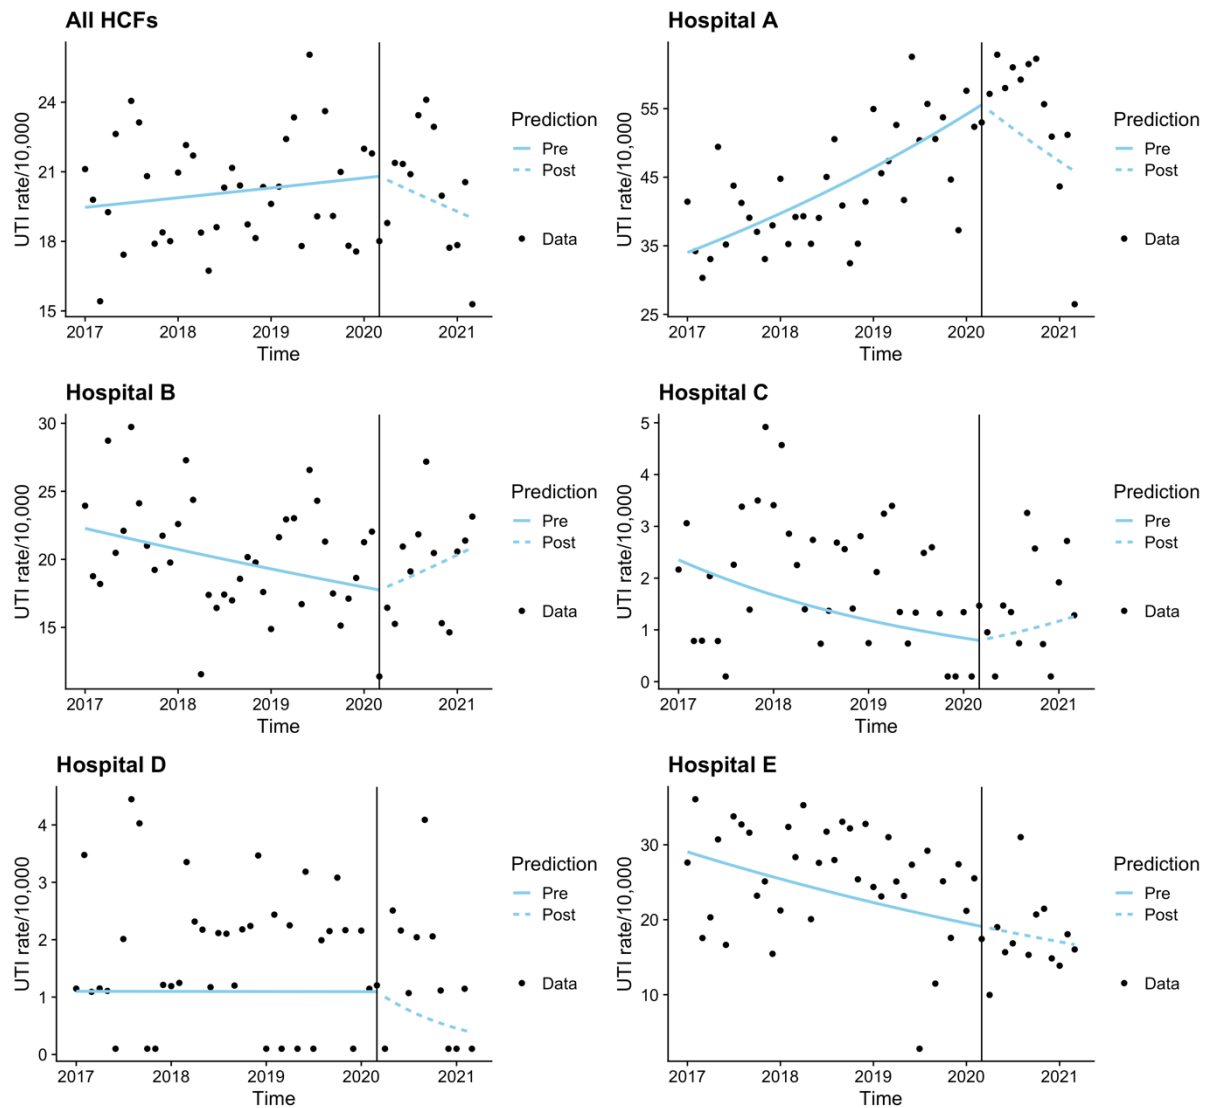 All HCFs
UTI rate/10,000
24
21
18
15
2017 2018 2019 2020 2021
Time
Prediction
Pre
Post
Data
Hospital A
UTI rate/10,000
55
45
35
25
2017 2018 2019 2020 2021
Time
Prediction
Pre
Post
Data
Hospital B
UTI rate/10,000
30
25
20
15
2017 2018 2019 2020 2021
Time
Prediction
Pre
Post
Data
Hospital C
UTI rate/10,000
5
4
3
2
1
0
2017 2018 2019 2020 2021
Time
Prediction
Pre
Post
Data
Hospital D
UTI rate/10,000
4
3
2
1
0
2017 2018 2019 2020 2021
Time
Prediction
Pre
Post
Data
Hospital E
UTI rate/10,000
30
20
10
2017 2018 2019 2020 2021
Time
Prediction
Pre
Post
Data